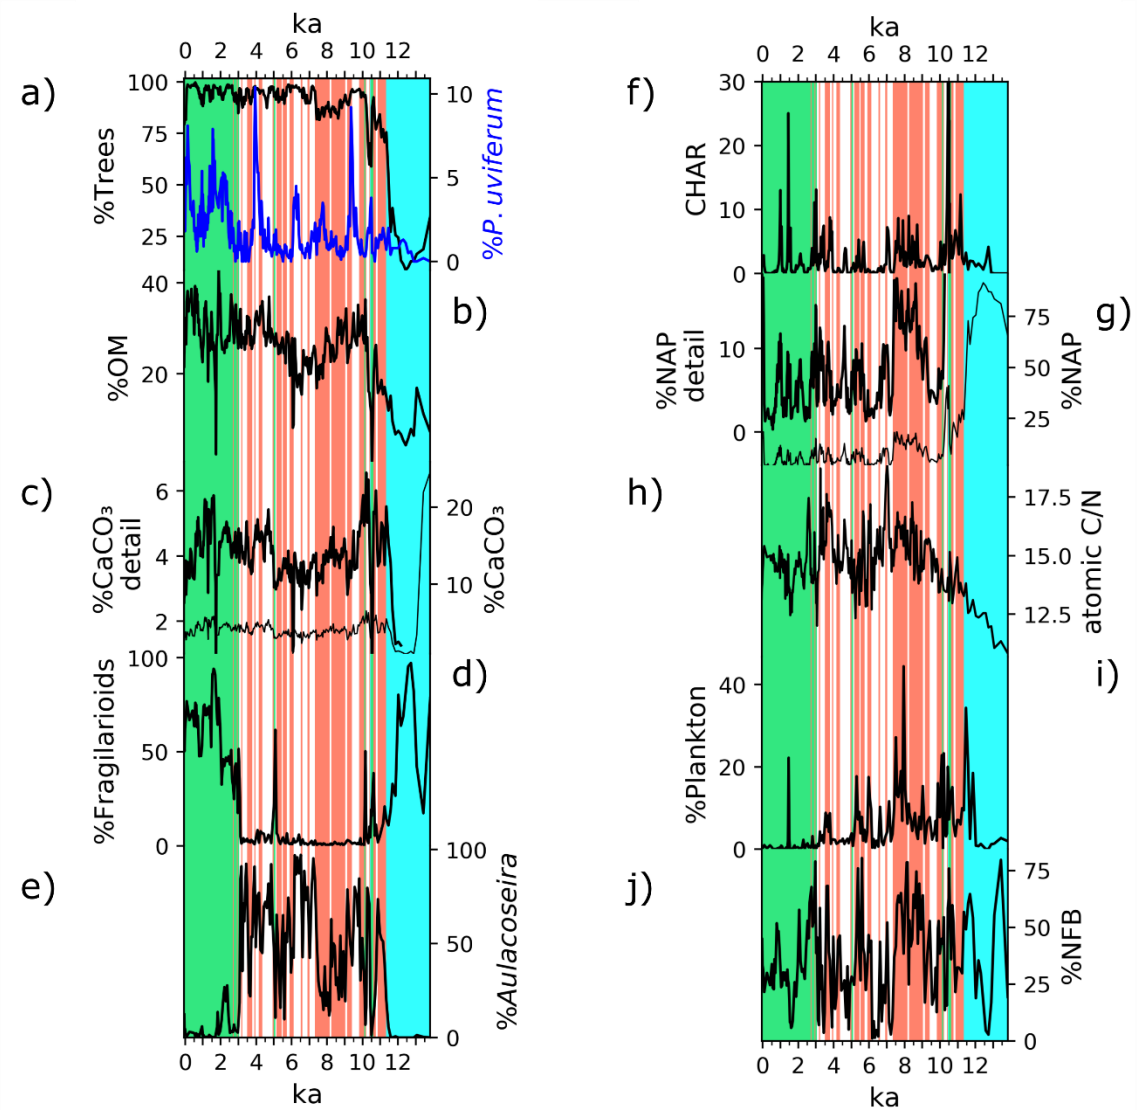 ka
0 2 4 6 8 10 12
a)
100
75
50
25
%Trees
10
5
0
%P. uviferum
40
20
%OM
b)
c)
6
4
2
%CaCO₃
detail
20
10
%CaCO₃
100
50
0
%Fragilarioids
d)
e)
100
50
0
%Aulacoseira
0 2 4 6 8 10 12
ka
ka
0 2 4 6 8 10 12
f)
30
20
10
0
CHAR
%NAP
detail
10
0
75
50
25
%NAP
g)
h)
17.5
15.0
12.5
atomic C/N
40
20
0
%Plankton
i)
j)
75
50
25
0
%NFB
0 2 4 6 8 10 12
ka